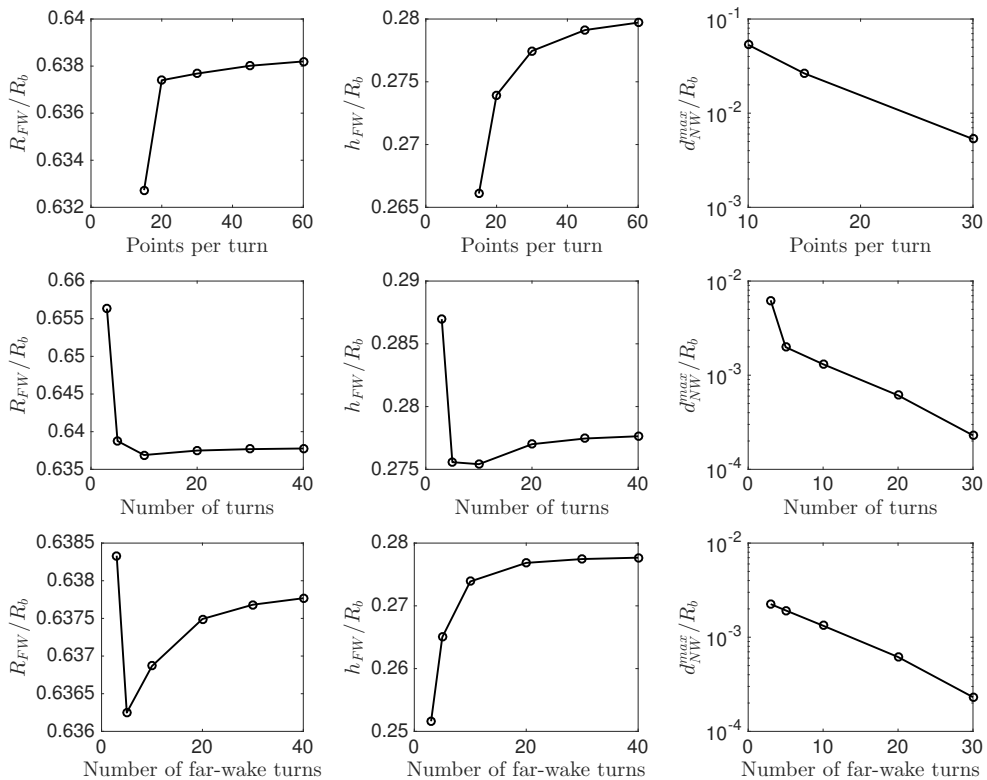 0.64
0.638
0.636
0.634
0.632
R_{FW}/R_b
0 20 40 60
Points per turn
0.28
0.275
0.27
0.265
h_{FW}/R_b
0 20 40 60
Points per turn
10^{-1}
10^{-2}
10^{-3}
d_{NW}^{max}/R_b
10 20 30
Points per turn
0.66
0.655
0.65
0.645
0.64
0.635
R_{FW}/R_b
0 20 40
Number of turns
0.29
0.285
0.28
0.275
h_{FW}/R_b
0 20 40
Number of turns
10^{-2}
10^{-3}
10^{-4}
d_{NW}^{max}/R_b
0 10 20 30
Number of turns
0.6385
0.638
0.6375
0.637
0.6365
0.636
R_{FW}/R_b
0 20 40
Number of far-wake turns
0.28
0.27
0.26
0.25
h_{FW}/R_b
0 20 40
Number of far-wake turns
10^{-2}
10^{-3}
10^{-4}
d_{NW}^{max}/R_b
0 10 20 30
Number of far-wake turns